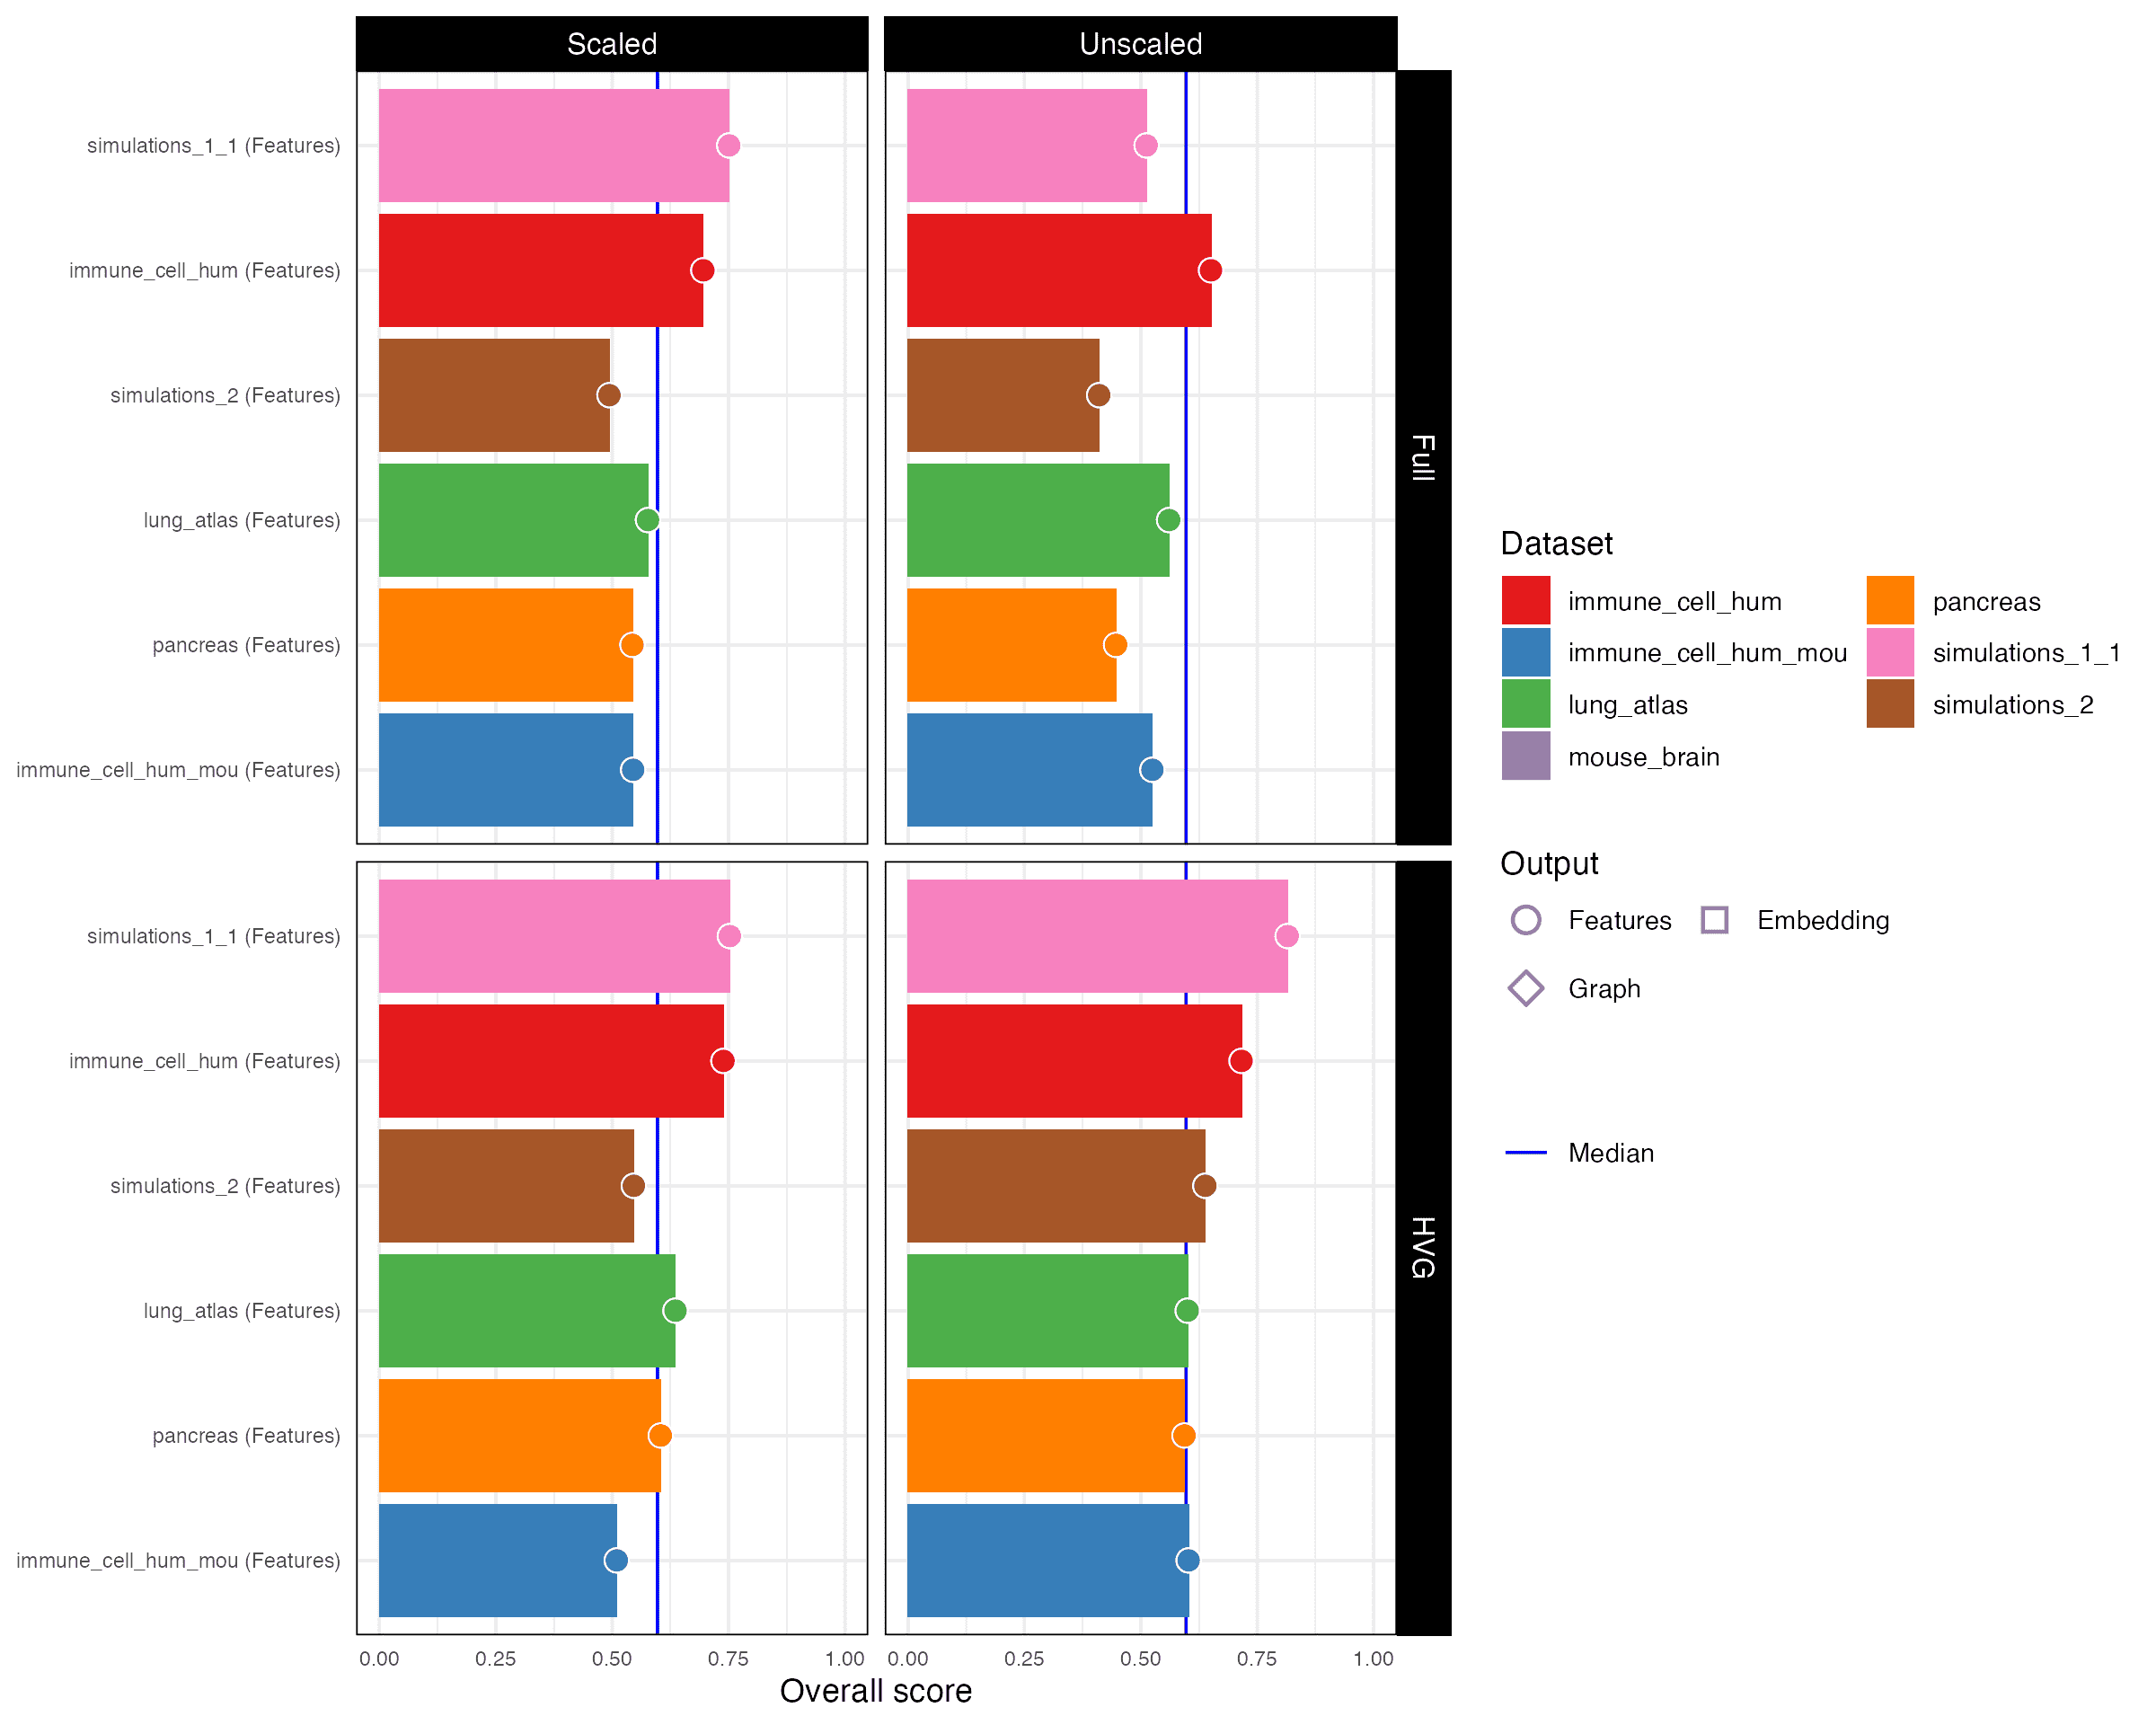 Scaled
Unscaled
simulations_1_1 (Features)
immune_cell_hum (Features)
simulations_2 (Features)
lung_atlas (Features)
pancreas (Features)
immune_cell_hum_mou (Features)
Full
simulations_1_1 (Features)
immune_cell_hum (Features)
simulations_2 (Features)
lung_atlas (Features)
pancreas (Features)
immune_cell_hum_mou (Features)
HVG
0.00 0.25 0.50 0.75 1.00
0.00 0.25 0.50 0.75 1.00
Overall score
Dataset
immune_cell_hum
immune_cell_hum_mou
lung_atlas
mouse_brain
pancreas
simulations_1_1
simulations_2
Output
Features
Embedding
Graph
Median